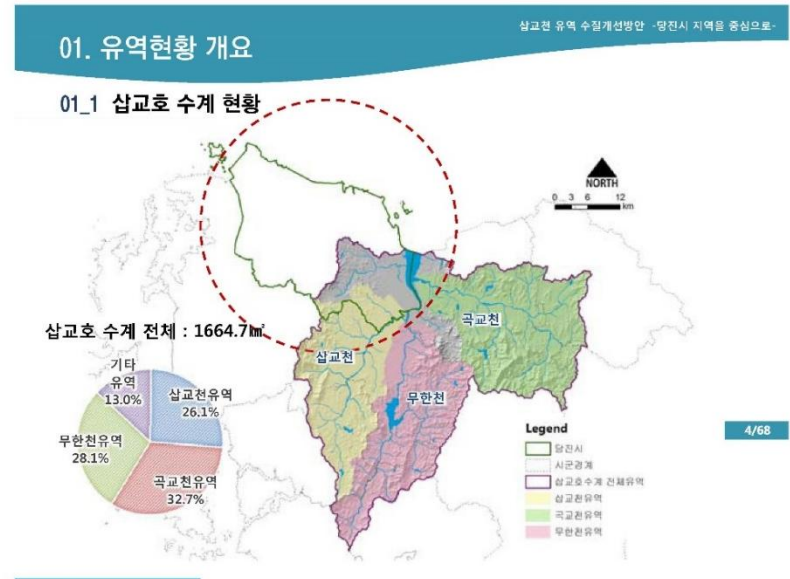 삽교천 유역 수질개선방안 -당진시 지역을 중심으로-
01. 유역현황 개요
01_1 삽교호 수계 현황
NORTH
0 3 6 12
km
삽교호 수계 전체 : 1664.7㎢
곡교천
삽교천
무한천
기타
유역
13.0%
삽교천유역
26.1%
무한천유역
28.1%
곡교천유역
32.7%
Legend
당진시
시군경계
삽교호수계 전체유역
삽교천유역
곡교천유역
무한천유역
4/68